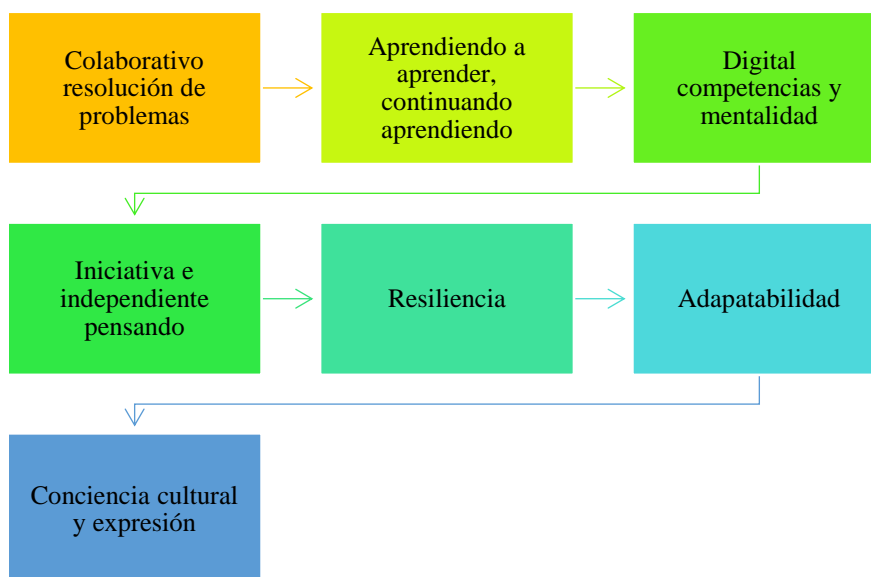 Colaborativo
resolución de
problemas
Aprendiendo a
aprender,
continuando
aprendiendo
Digital
competencias y
mentalidad
Iniciativa e
independiente
pensando
Resiliencia
Adapatabilidad
Conciencia cultural
y expresión